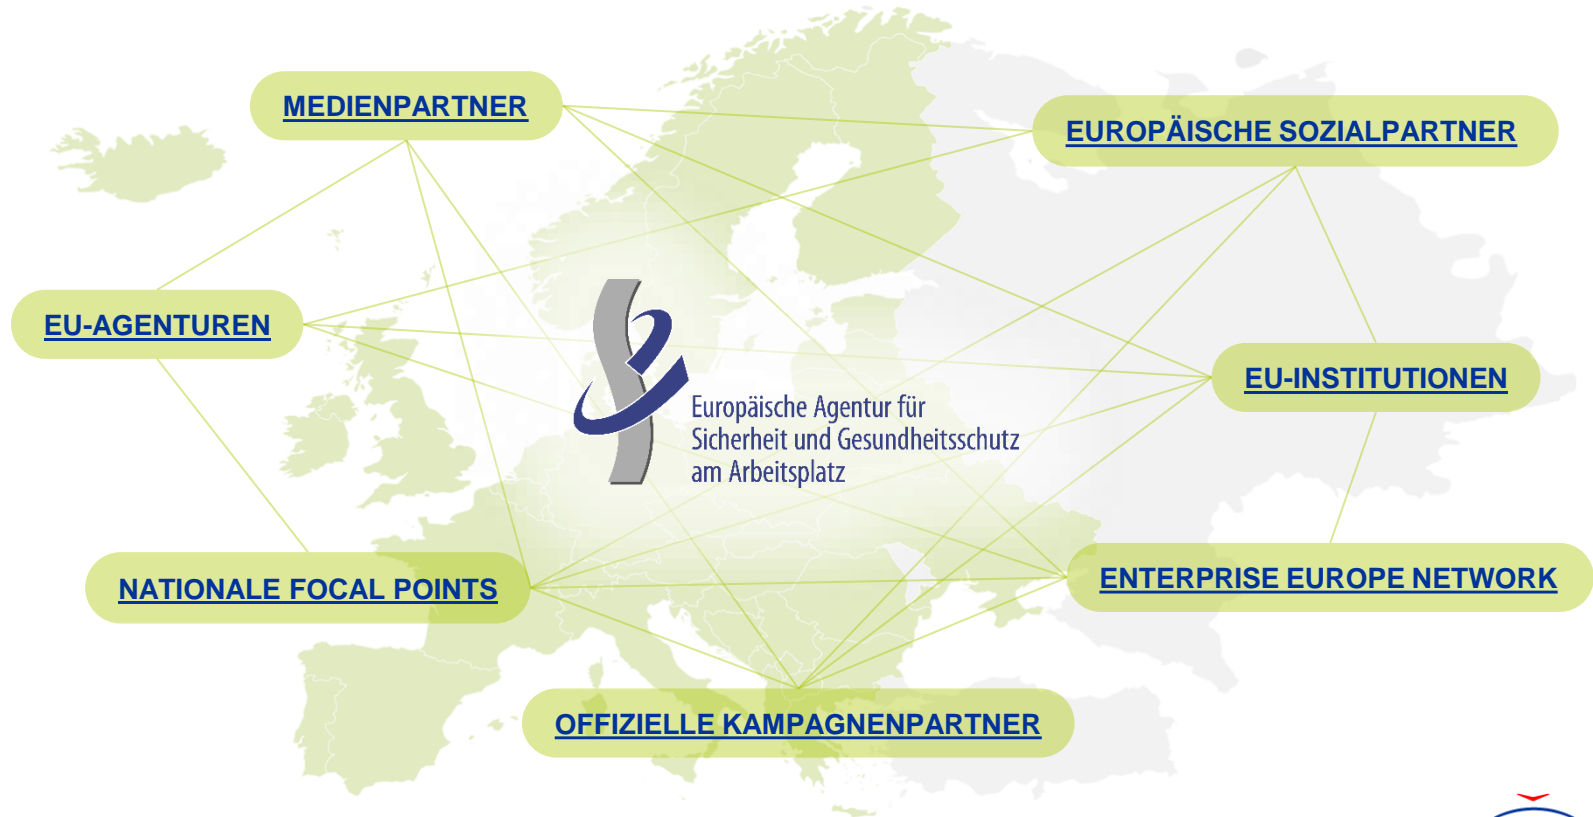 MEDIENPARTNER
EUROPÄISCHE SOZIALPARTNER
EU-AGENTUREN
EU-INSTITUTIONEN
Europäische Agentur für
Sicherheit und Gesundheitsschutz
am Arbeitsplatz
NATIONALE FOCAL POINTS
ENTERPRISE EUROPE NETWORK
OFFIZIELLE KAMPAGNENPARTNER